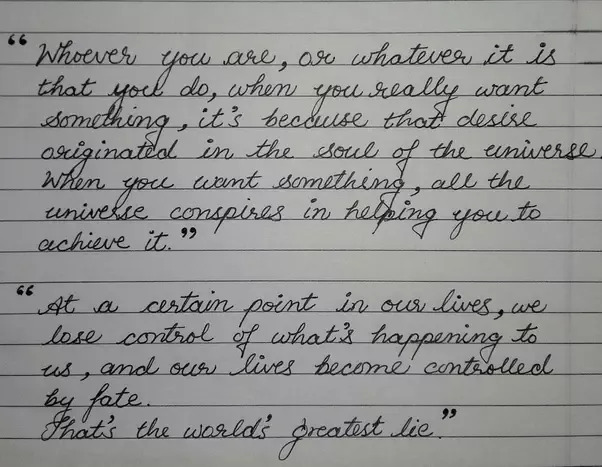 “Whoever you are, or whatever it is
that you do, when you really want
something, it's because that desire
originated in the soul of the universe.
When you want something, all the
universe conspires in helping you to
achieve it.”
“At a certain point in our lives, we
lose control of what's happening to
us, and our lives become controlled
by fate.
That's the world's greatest lie.”